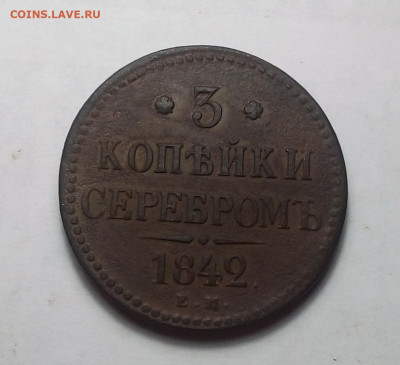 COINS.LAVE.RU
3
КОПѢЙКИ
СЕРЕБРОМЪ
1842.
Е.М.